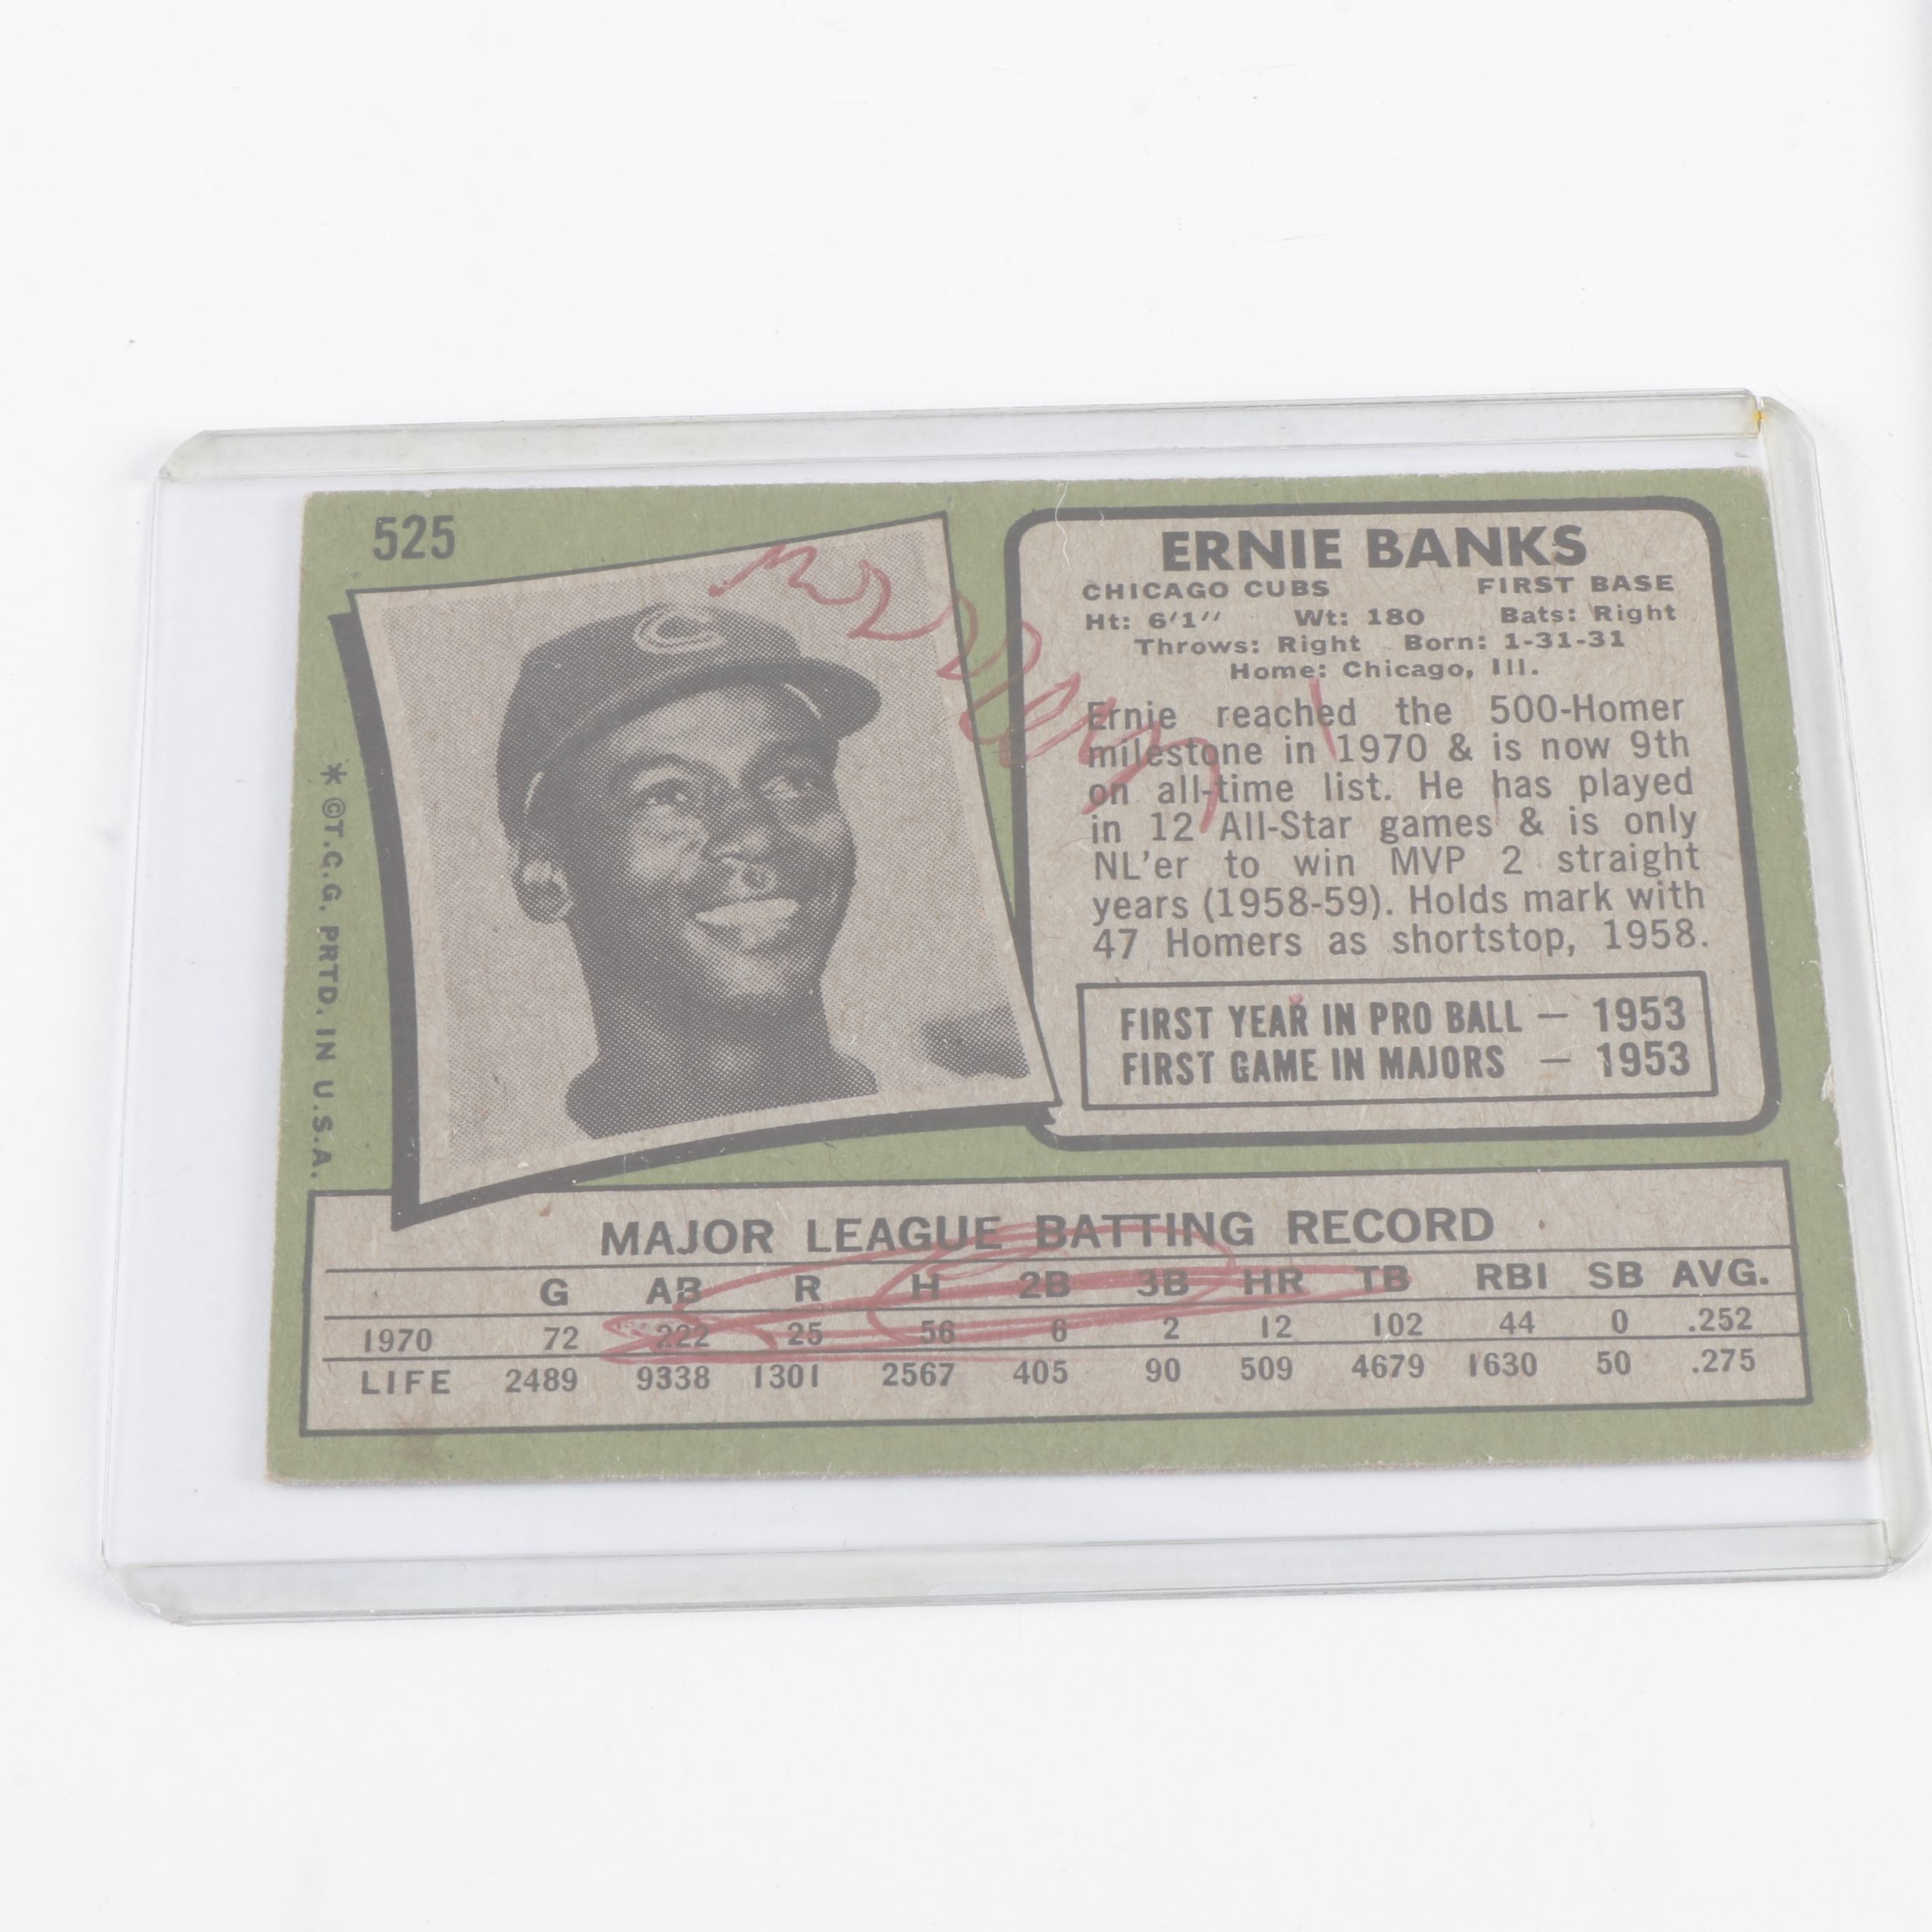 525
ERNIE BANKS
CHICAGO CUBS FIRST BASE
Ht: 6'1" Wt: 180 Bats: Right
Throws: Right Born: 1-31-31
Home: Chicago, Ill.
Ernie reached the 500-Homer
milestone in 1970 & is now 9th
on all-time list. He has played
in 12 All-Star games & is only
NL'er to win MVP 2 straight
years (1958-59). Holds mark with
47 Homers as shortstop, 1958.
FIRST YEAR IN PRO BALL — 1953
FIRST GAME IN MAJORS — 1953
* ©T.C.G. PRTD. IN U.S.A.
MAJOR LEAGUE BATTING RECORD
G AB R H 2B 3B HR TB RBI SB AVG.
1970 72 222 25 56 6 2 12 102 44 0 .252
LIFE 2489 9338 1301 2567 405 90 509 4679 1630 50 .275